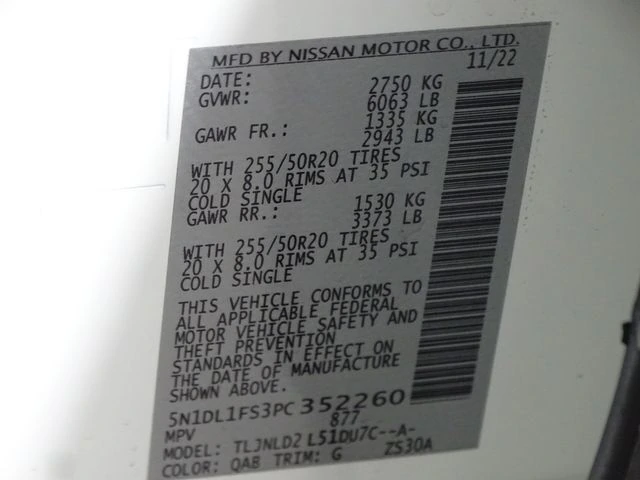 MFD BY NISSAN MOTOR CO., LTD.
DATE: 11/22
GVWR: 2750 KG
6063 LB
GAWR FR.: 1335 KG
2943 LB
WITH 255/50R20 TIRES
20 X 8.0 RIMS AT 35 PSI
COLD SINGLE
GAWR RR.: 1530 KG
3373 LB
WITH 255/50R20 TIRES
20 X 8.0 RIMS AT 35 PSI
COLD SINGLE
THIS VEHICLE CONFORMS TO
ALL APPLICABLE FEDERAL
MOTOR VEHICLE SAFETY AND
THEFT PREVENTION
STANDARDS IN EFFECT ON
THE DATE OF MANUFACTURE
SHOWN ABOVE.
5N1DL1FS3PC 352260
MPV 877
MODEL: TLJNLD2 L51DU7C--A-
COLOR: QAB TRIM: G ZS30A